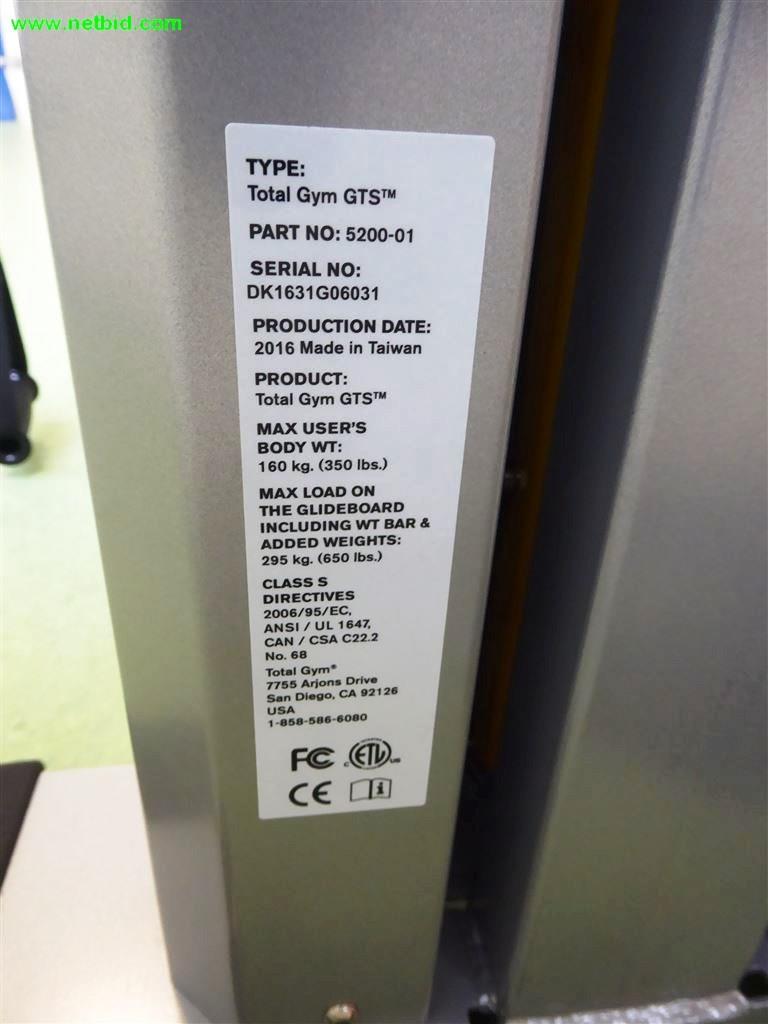 www.netbid.com
TYPE:
Total Gym GTS™
PART NO: 5200-01
SERIAL NO:
DK1631G06031
PRODUCTION DATE:
2016 Made in Taiwan
PRODUCT:
Total Gym GTS™
MAX USER'S
BODY WT:
160 kg. (350 lbs.)
MAX LOAD ON
THE GLIDEBOARD
INCLUDING WT BAR &
ADDED WEIGHTS:
295 kg. (650 lbs.)
CLASS S
DIRECTIVES
2006/95/EC,
ANSI / UL 1647,
CAN / CSA C22.2
No. 68
Total Gym®
7755 Arjons Drive
San Diego, CA 92126
USA
1-858-586-6080
FC c ETL us
CE i